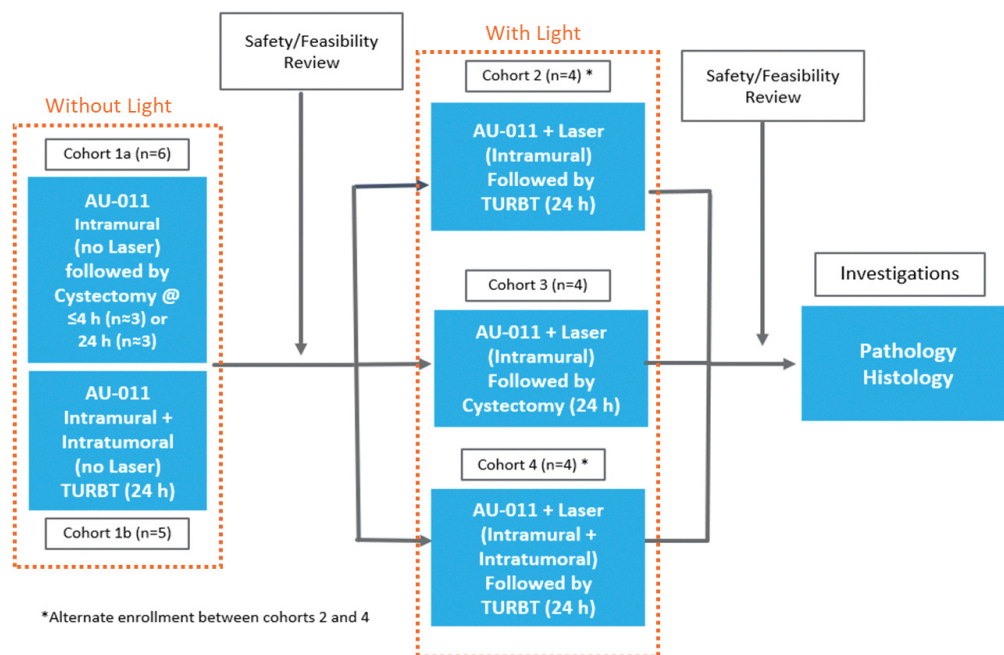 Without Light
Cohort 1a (n=6)
AU-011
Intramural
(no Laser)
followed by
Cystectomy @
≤4 h (n≈3) or
24 h (n≈3)
AU-011
Intramural +
Intratumoral
(no Laser)
TURBT (24 h)
Cohort 1b (n=5)
Safety/Feasibility
Review
With Light
Cohort 2 (n=4) *
AU-011 + Laser
(Intramural)
Followed by
TURBT (24 h)
Cohort 3 (n=4)
AU-011 + Laser
(Intramural)
Followed by
Cystectomy (24 h)
Cohort 4 (n=4) *
AU-011 + Laser
(Intramural +
Intratumoral)
Followed by
TURBT (24 h)
Safety/Feasibility
Review
Investigations
Pathology
Histology
*Alternate enrollment between cohorts 2 and 4